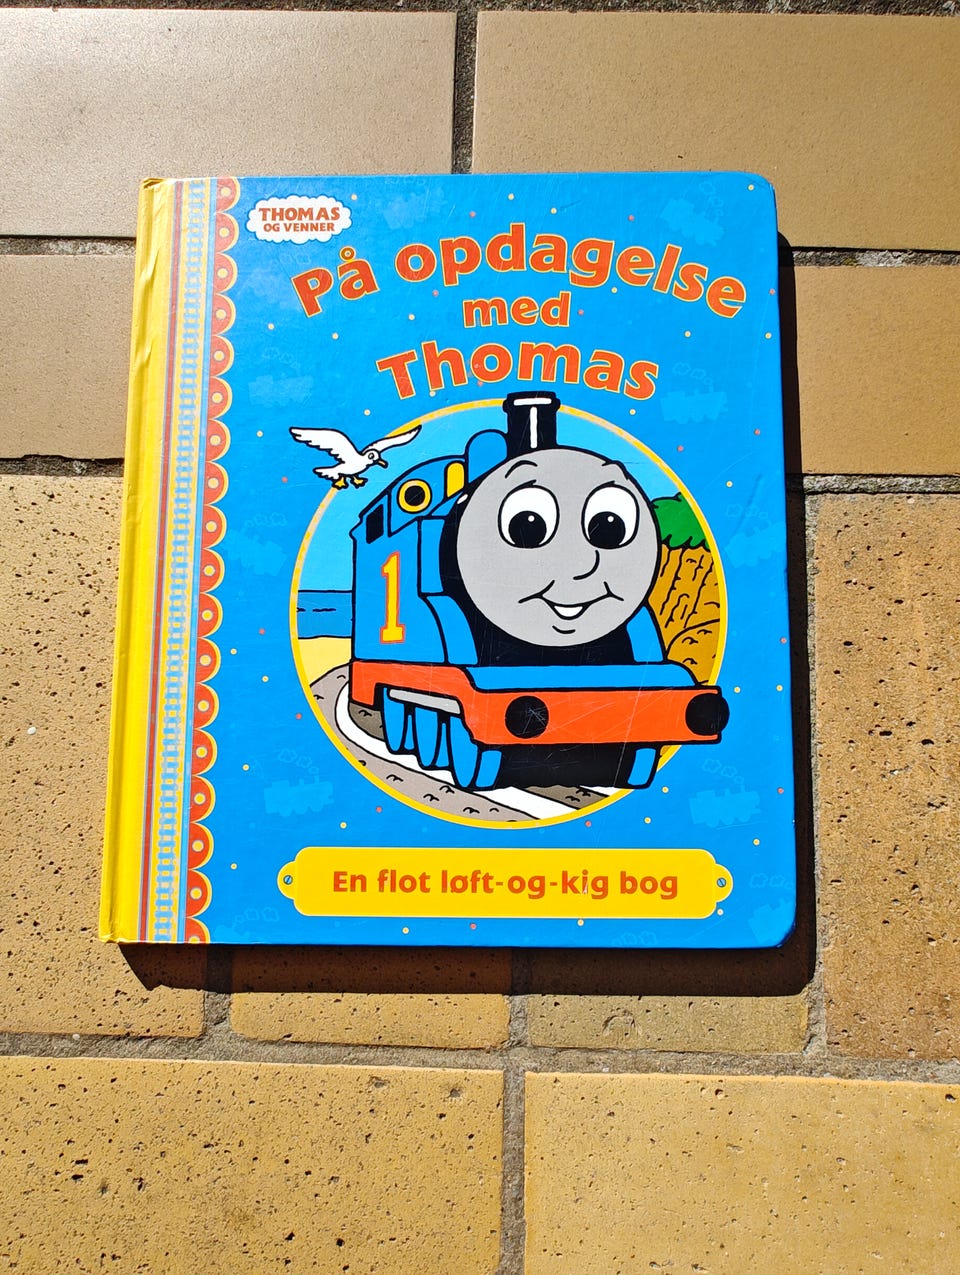 THOMAS
OG VENNER
På opdagelse
med
Thomas
1
En flot løft-og-kig bog